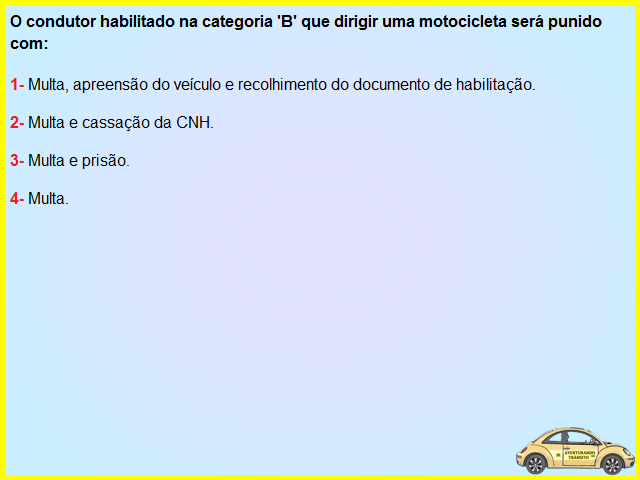 O condutor habilitado na categoria 'B' que dirigir uma motocicleta será punido
com:
1- Multa, apreensão do veículo e recolhimento do documento de habilitação.
2- Multa e cassação da CNH.
3- Multa e prisão.
4- Multa.
AVENTURANDO
TRÂNSITO